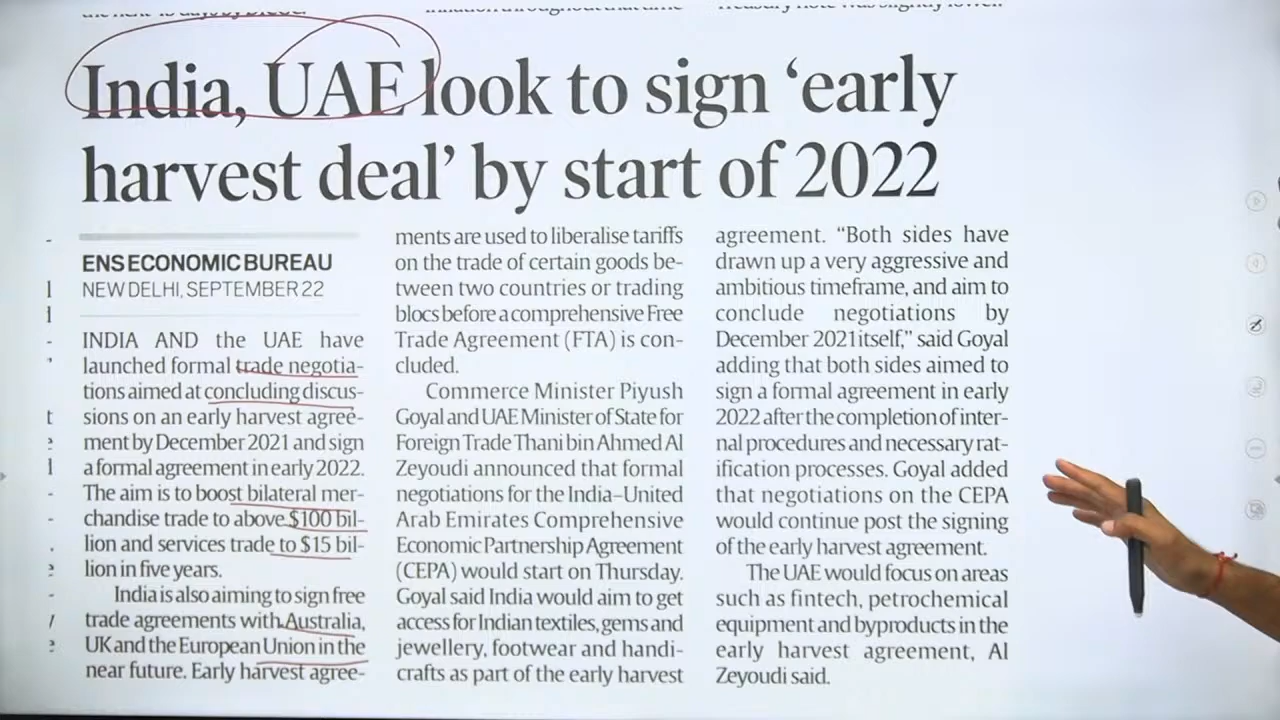 India, UAE look to sign ‘early
harvest deal’ by start of 2022
ENS ECONOMIC BUREAU
NEW DELHI, SEPTEMBER 22
INDIA AND the UAE have
launched formal trade negotia-
tions aimed at concluding discus-
sions on an early harvest agree-
ment by December 2021 and sign
a formal agreement in early 2022.
The aim is to boost bilateral mer-
chandise trade to above $100 bil-
lion and services trade to $15 bil-
lion in five years.
India is also aiming to sign free
trade agreements with Australia,
UK and the European Union in the
near future. Early harvest agree-
ments are used to liberalise tariffs
on the trade of certain goods be-
tween two countries or trading
blocs before a comprehensive Free
Trade Agreement (FTA) is con-
cluded.
Commerce Minister Piyush
Goyal and UAE Minister of State for
Foreign Trade Thani bin Ahmed Al
Zeyoudi announced that formal
negotiations for the India–United
Arab Emirates Comprehensive
Economic Partnership Agreement
(CEPA) would start on Thursday.
Goyal said India would aim to get
access for Indian textiles, gems and
jewellery, footwear and handi-
crafts as part of the early harvest
agreement. “Both sides have
drawn up a very aggressive and
ambitious timeframe, and aim to
conclude negotiations by
December 2021 itself,” said Goyal
adding that both sides aimed to
sign a formal agreement in early
2022 after the completion of inter-
nal procedures and necessary rat-
ification processes. Goyal added
that negotiations on the CEPA
would continue post the signing
of the early harvest agreement.
The UAE would focus on areas
such as fintech, petrochemical
equipment and byproducts in the
early harvest agreement, Al
Zeyoudi said.